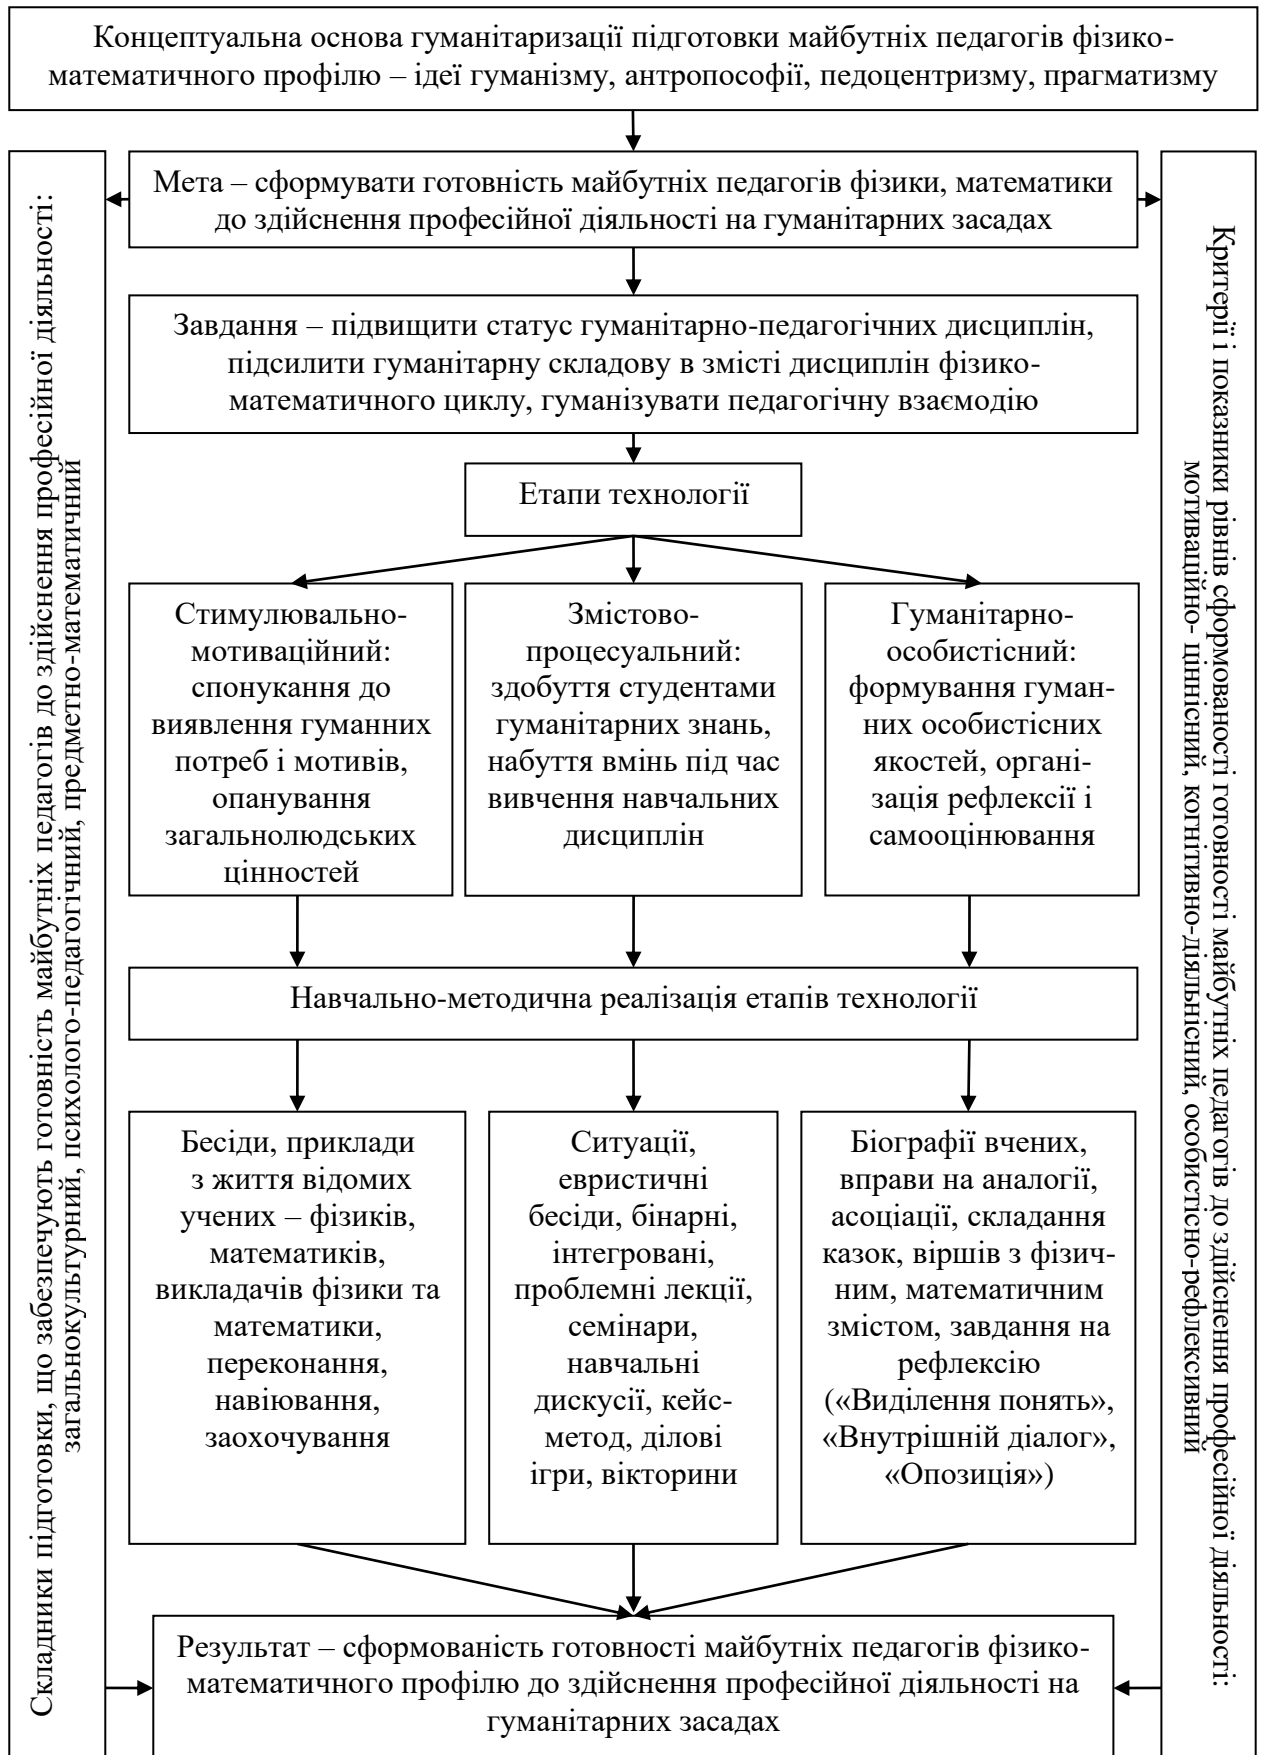 Концептуальна основа гуманітаризації підготовки майбутніх педагогів фізико-
математичного профілю – ідеї гуманізму, антропософії, педоцентризму, прагматизму
Складники підготовки, що забезпечують готовність майбутніх педагогів до здійснення професійної діяльності:
загальнокультурний, психолого-педагогічний, предметно-математичний
Мета – сформувати готовність майбутніх педагогів фізики, математики
до здійснення професійної діяльності на гуманітарних засадах
Завдання – підвищити статус гуманітарно-педагогічних дисциплін,
підсилити гуманітарну складову в змісті дисциплін фізико-
математичного циклу, гуманізувати педагогічну взаємодію
Етапи технології
Стимулювально-
мотиваційний:
спонукання до
виявлення гуманних
потреб і мотивів,
опанування
загальнолюдських
цінностей
Змістово-
процесуальний:
здобуття студентами
гуманітарних знань,
набуття вмінь під час
вивчення навчальних
дисциплін
Гуманітарно-
особистісний:
формування гуман-
них особистісних
якостей, органі-
зація рефлексії і
самооцінювання
Навчально-методична реалізація етапів технології
Бесіди, приклади
з життя відомих
учених – фізиків,
математиків,
викладачів фізики та
математики,
переконання,
навіювання,
заохочування
Ситуації,
евристичні
бесіди, бінарні,
інтегровані,
проблемні лекції,
семінари,
навчальні
дискусії, кейс-
метод, ділові
ігри, вікторини
Біографії вчених,
вправи на аналогії,
асоціації, складання
казок, віршів з фізич-
ним, математичним
змістом, завдання на
рефлексію
(«Виділення понять»,
«Внутрішній діалог»,
«Опозиція»)
Результат – сформованість готовності майбутніх педагогів фізико-
математичного профілю до здійснення професійної діяльності на
гуманітарних засадах
Критерії і показники рівнів сформованості готовності майбутніх педагогів до здійснення професійної діяльності:
мотиваційно- ціннісний, когнітивно-діяльнісний, особистісно-рефлексивний